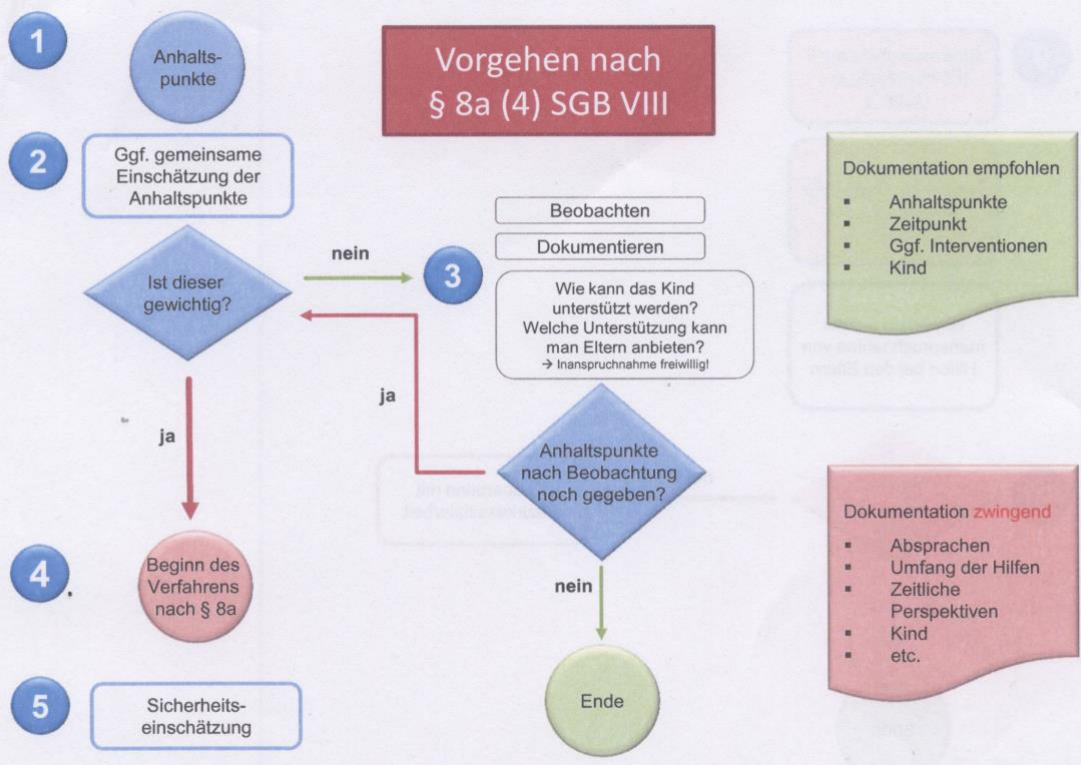 1
Anhalts-
punkte
Vorgehen nach
§ 8a (4) SGB VIII
2
Ggf. gemeinsame
Einschätzung der
Anhaltspunkte
Ist dieser
gewichtig?
nein
3
Beobachten
Dokumentieren
Wie kann das Kind
unterstützt werden?
Welche Unterstützung kann
man Eltern anbieten?
→ Inanspruchnahme freiwillig!
ja
ja
Anhaltspunkte
nach Beobachtung
noch gegeben?
nein
Ende
4
Beginn des
Verfahrens
nach § 8a
5
Sicherheits-
einschätzung
Dokumentation empfohlen
▪ Anhaltspunkte
▪ Zeitpunkt
▪ Ggf. Interventionen
▪ Kind
Dokumentation zwingend
▪ Absprachen
▪ Umfang der Hilfen
▪ Zeitliche
Perspektiven
▪ Kind
▪ etc.